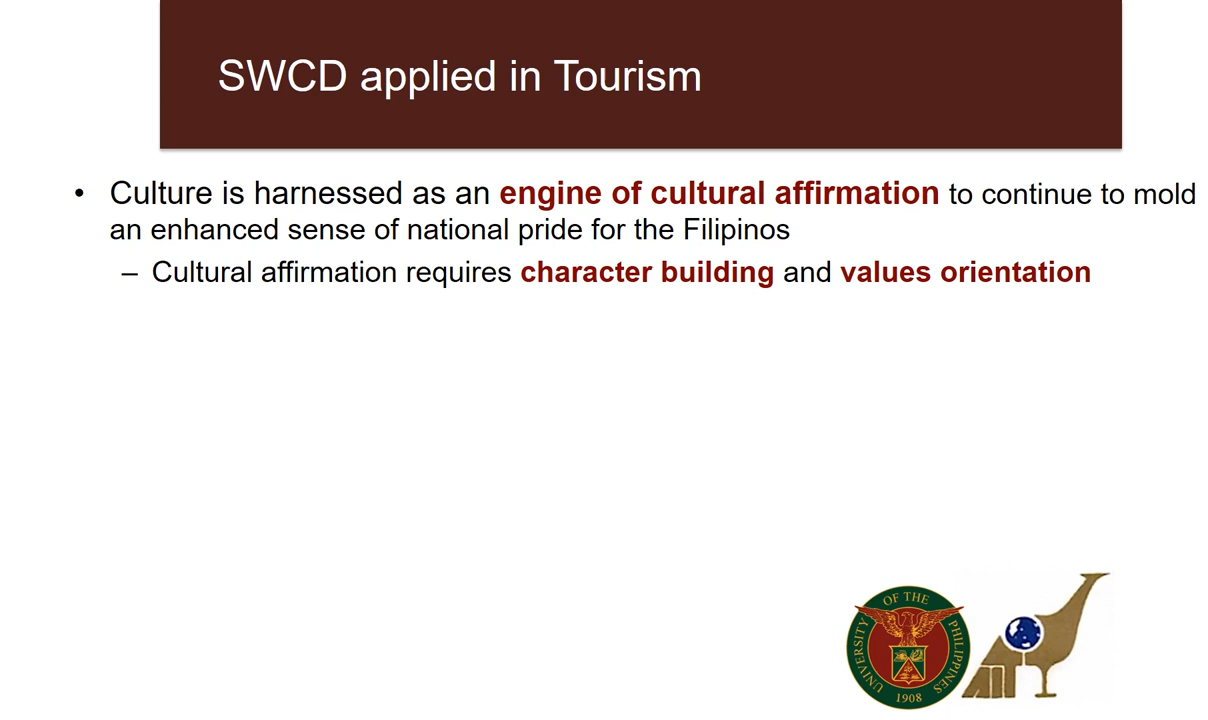 SWCD applied in Tourism
• Culture is harnessed as an engine of cultural affirmation to continue to mold
an enhanced sense of national pride for the Filipinos
– Cultural affirmation requires character building and values orientation
UNIVERSITY OF THE PHILIPPINES
1908
AIT